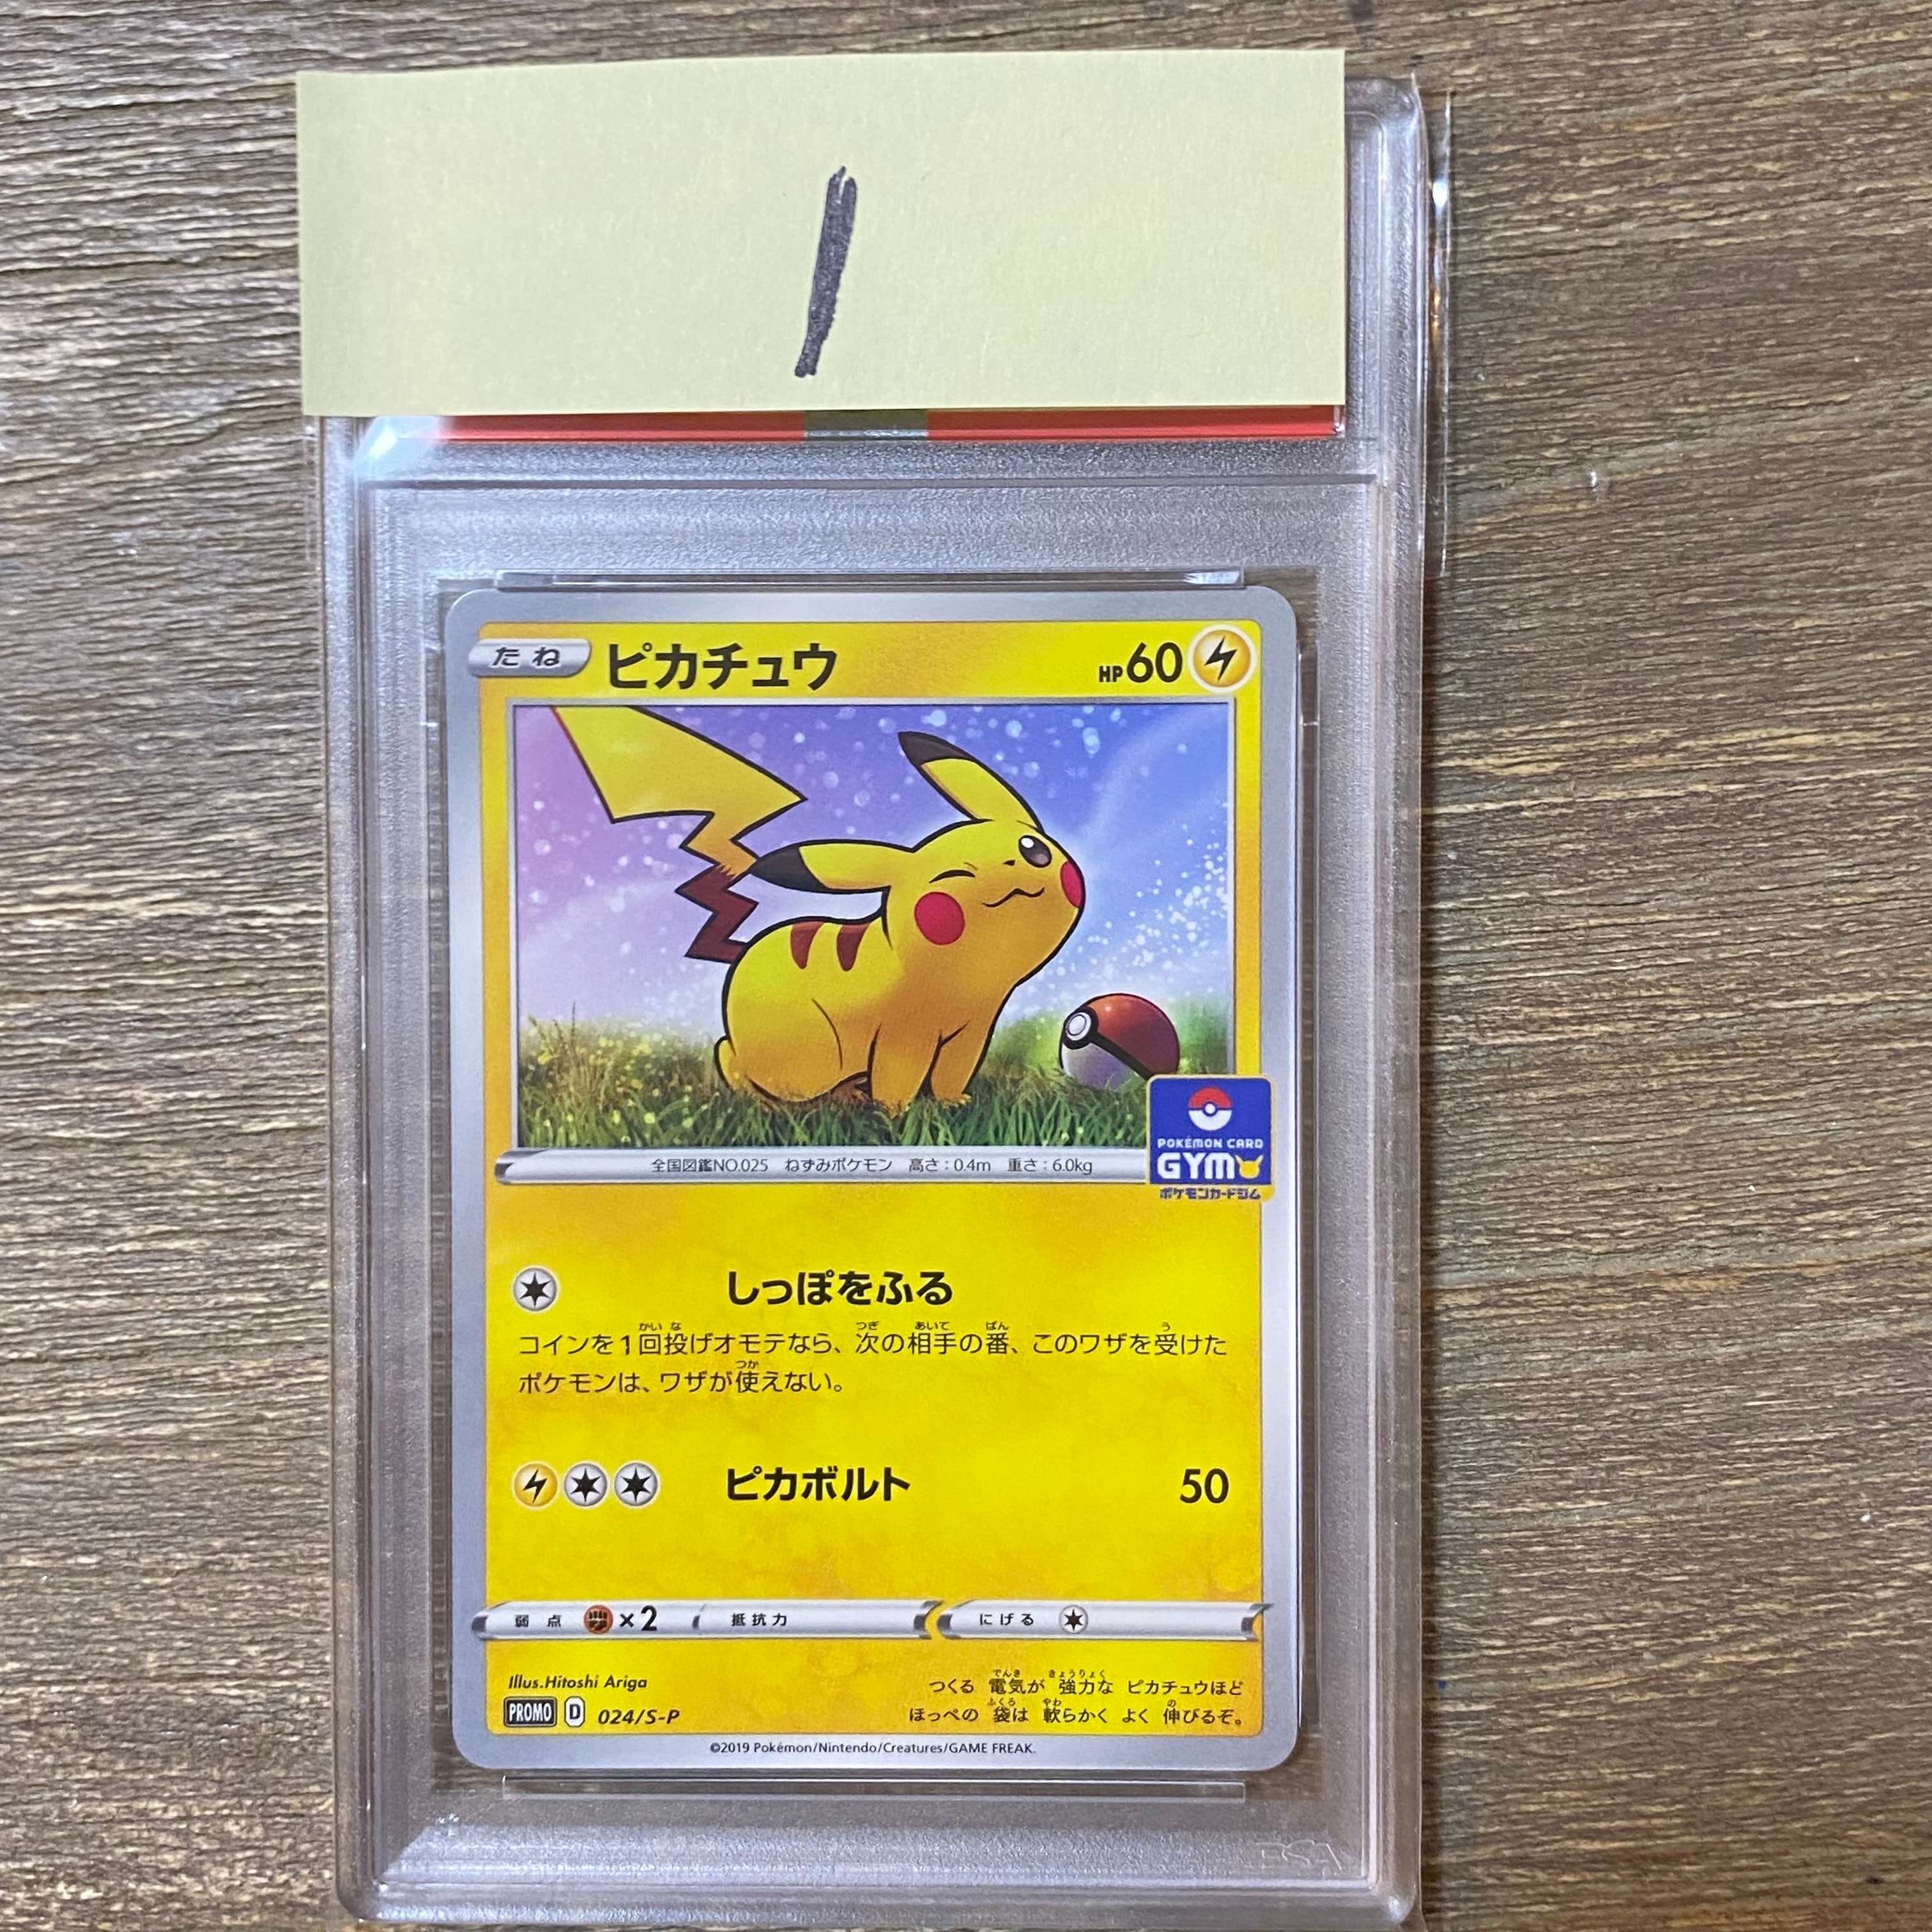 1
たね ピカチュウ HP60
全国図鑑NO.025 ねずみポケモン 高さ:0.4m 重さ:6.0kg
POKÉMON CARD
GYM
ポケモンカードジム
しっぽをふる
コインを1回投げオモテなら、次の相手の番、このワザを受けた
ポケモンは、ワザが使えない。
ピカボルト 50
弱点 ×2 抵抗力 にげる
Illus.Hitoshi Ariga
PROMO D 024/S-P
つくる 電気が 強力な ピカチュウほど
ほっぺの 袋は 軟らかく よく 伸びるぞ。
©2019 Pokémon/Nintendo/Creatures/GAME FREAK.
PSA